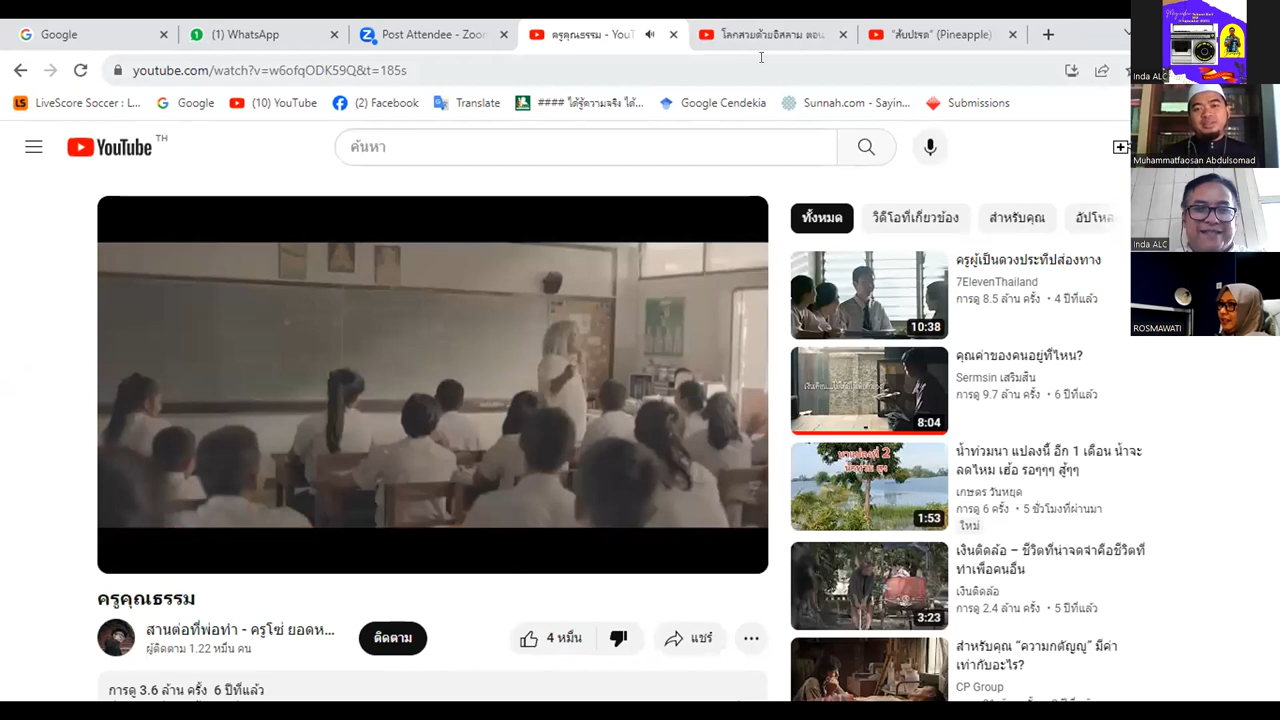 Google
(1) WhatsApp
Post Attendee - Zo
ครูคุณธรรม - YouT
โลกสวยด้วยอิสลาม ตอน
"สับปะรด" (Pineapple)
youtube.com/watch?v=w6ofqODK59Q&t=185s
LiveScore Soccer : L...
Google
(10) YouTube
(2) Facebook
Translate
#### ได้รู้ความจริง ได้...
Google Cendekia
Sunnah.com - Sayin...
Submissions
Inda ALC
Muhammatfaosan Abdulsomad
Inda ALC
ROSMAWATI
YouTube TH
ค้นหา
ทั้งหมด
วิดีโอที่เกี่ยวข้อง
สำหรับคุณ
อัปโหล
ครูผู้เป็นดวงประทีปส่องทาง
7ElevenThailand
การดู 8.5 ล้าน ครั้ง • 4 ปีที่แล้ว
10:38
คุณค่าของคนอยู่ที่ไหน?
Sermsin เสริมสิน
การดู 9.7 ล้าน ครั้ง • 6 ปีที่แล้ว
8:04
น้ำท่วมนา แปลงนี้ อีก 1 เดือน น้ำจะ
ลดไหม เฮ้อ รอๆๆๆ สู้ๆๆ
เกษตร วันหยุด
การดู 6 ครั้ง • 5 ชั่วโมงที่ผ่านมา
ใหม่
1:53
เงินติดล้อ – ชีวิตที่น่าจดจำคือชีวิตที่
ทำเพื่อคนอื่น
เงินติดล้อ
การดู 2.4 ล้าน ครั้ง • 5 ปีที่แล้ว
3:23
สำหรับคุณ "ความกตัญญู" มีค่า
เท่ากับอะไร?
CP Group
ครูคุณธรรม
สานต่อที่พ่อทำ - ครูโซ่ ยอดห...
ผู้ติดตาม 1.22 หมื่น คน
ติดตาม
4 หมื่น
แชร์
การดู 3.6 ล้าน ครั้ง 6 ปีที่แล้ว